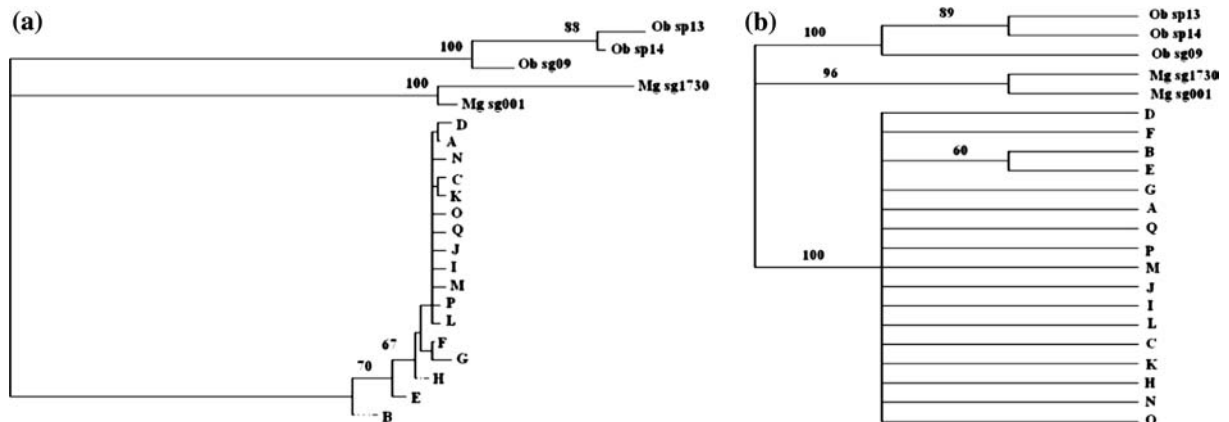 (a)
88
Ob sp13
100
Ob sp14
Ob sg09
100
Mg sg1730
Mg sg001
D
A
N
C
K
O
Q
J
I
M
P
L
67
F
G
70
H
E
B
(b)
89
Ob sp13
100
Ob sp14
Ob sg09
96
Mg sg1730
Mg sg001
D
F
60
B
E
G
A
Q
P
100
M
J
I
L
C
K
H
N
O